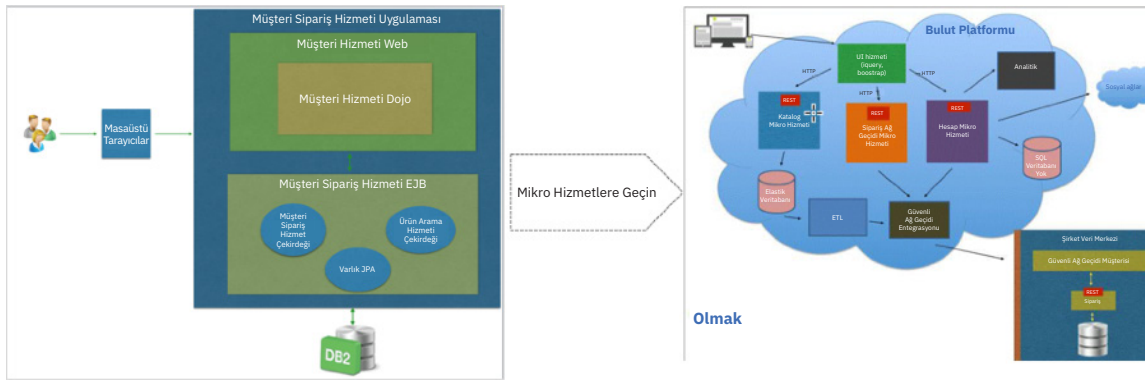 Müşteri Sipariş Hizmeti Uygulaması
Müşteri Hizmeti Web
Müşteri Hizmeti Dojo
Masaüstü
Tarayıcılar
Müşteri Sipariş Hizmeti EJB
Müşteri
Sipariş
Hizmet
Çekirdeği
Ürün Arama
Hizmeti
Çekirdeği
Varlık JPA
DB2
Mikro Hizmetlere Geçin
Bulut Platformu
UI hizmeti
(iquery,
boostrap)
Analitik
Sosyal ağlar
HTTP
HTTP
HTTP
REST
Katalog
Mikro Hizmeti
REST
Sipariş Ağ
Geçidi Mikro
Hizmeti
REST
Hesap Mikro
Hizmeti
SQL
Veritabanı
Yok
Elastik
Veritabanı
ETL
Güvenli
Ağ Geçidi
Entegrasyonu
Şirket Veri Merkezi
Güvenli Ağ Geçidi Müşterisi
REST
Sipariş
Olmak